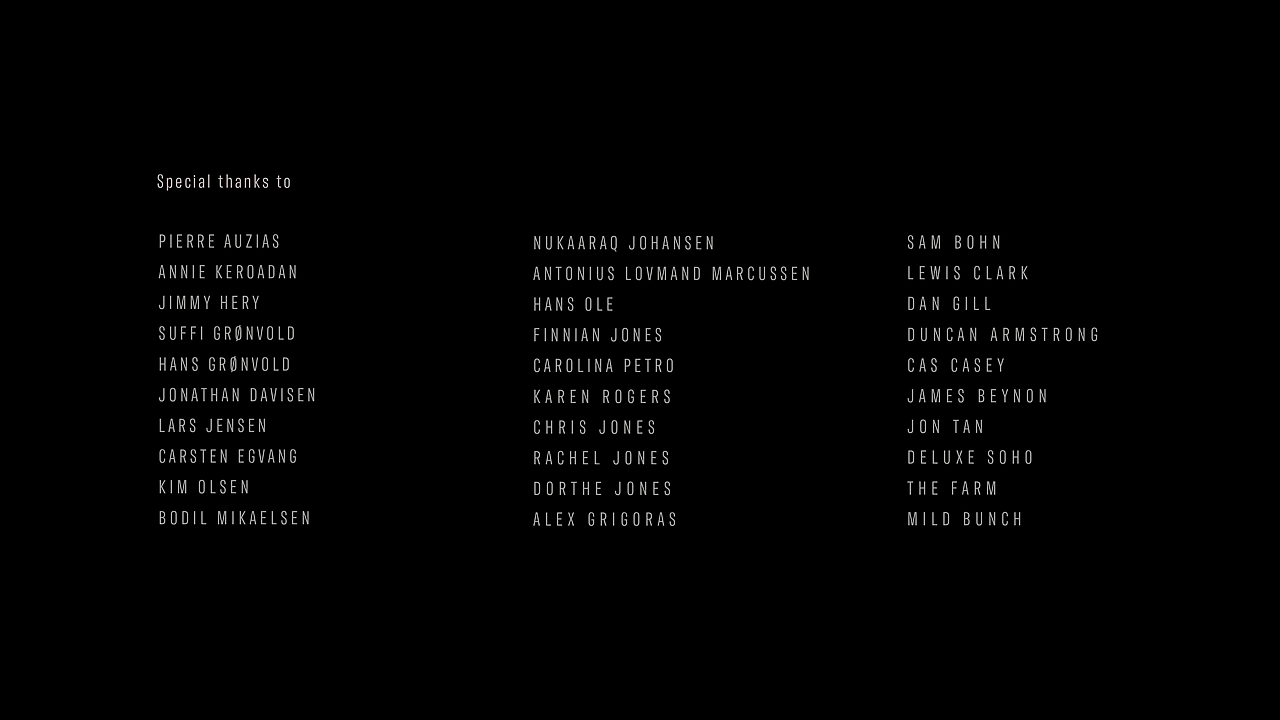 Special thanks to
PIERRE AUZIAS
ANNIE KEROADAN
JIMMY HERY
SUFFI GRØNVOLD
HANS GRØNVOLD
JONATHAN DAVISEN
LARS JENSEN
CARSTEN EGVANG
KIM OLSEN
BODIL MIKAELSEN
NUKAARAQ JOHANSEN
ANTONIUS LOVMAND MARCUSSEN
HANS OLE
FINNIAN JONES
CAROLINA PETRO
KAREN ROGERS
CHRIS JONES
RACHEL JONES
DORTHE JONES
ALEX GRIGORAS
SAM BOHN
LEWIS CLARK
DAN GILL
DUNCAN ARMSTRONG
CAS CASEY
JAMES BEYNON
JON TAN
DELUXE SOHO
THE FARM
MILD BUNCH